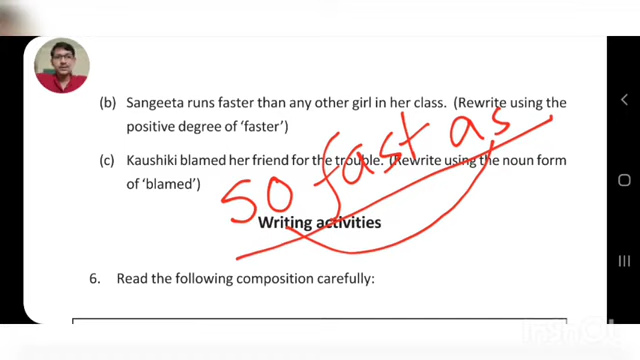 (b) Sangeeta runs faster than any other girl in her class. (Rewrite using the
positive degree of 'faster')
(c) Kaushiki blamed her friend for the trouble. (Rewrite using the noun form
of 'blamed')
so fast as
Writing activities
6. Read the following composition carefully: